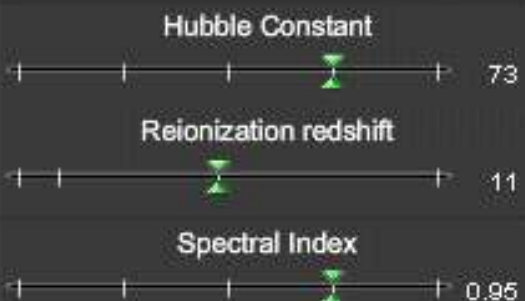 Hubble Constant
73
Reionization redshift
11
Spectral Index
0.95